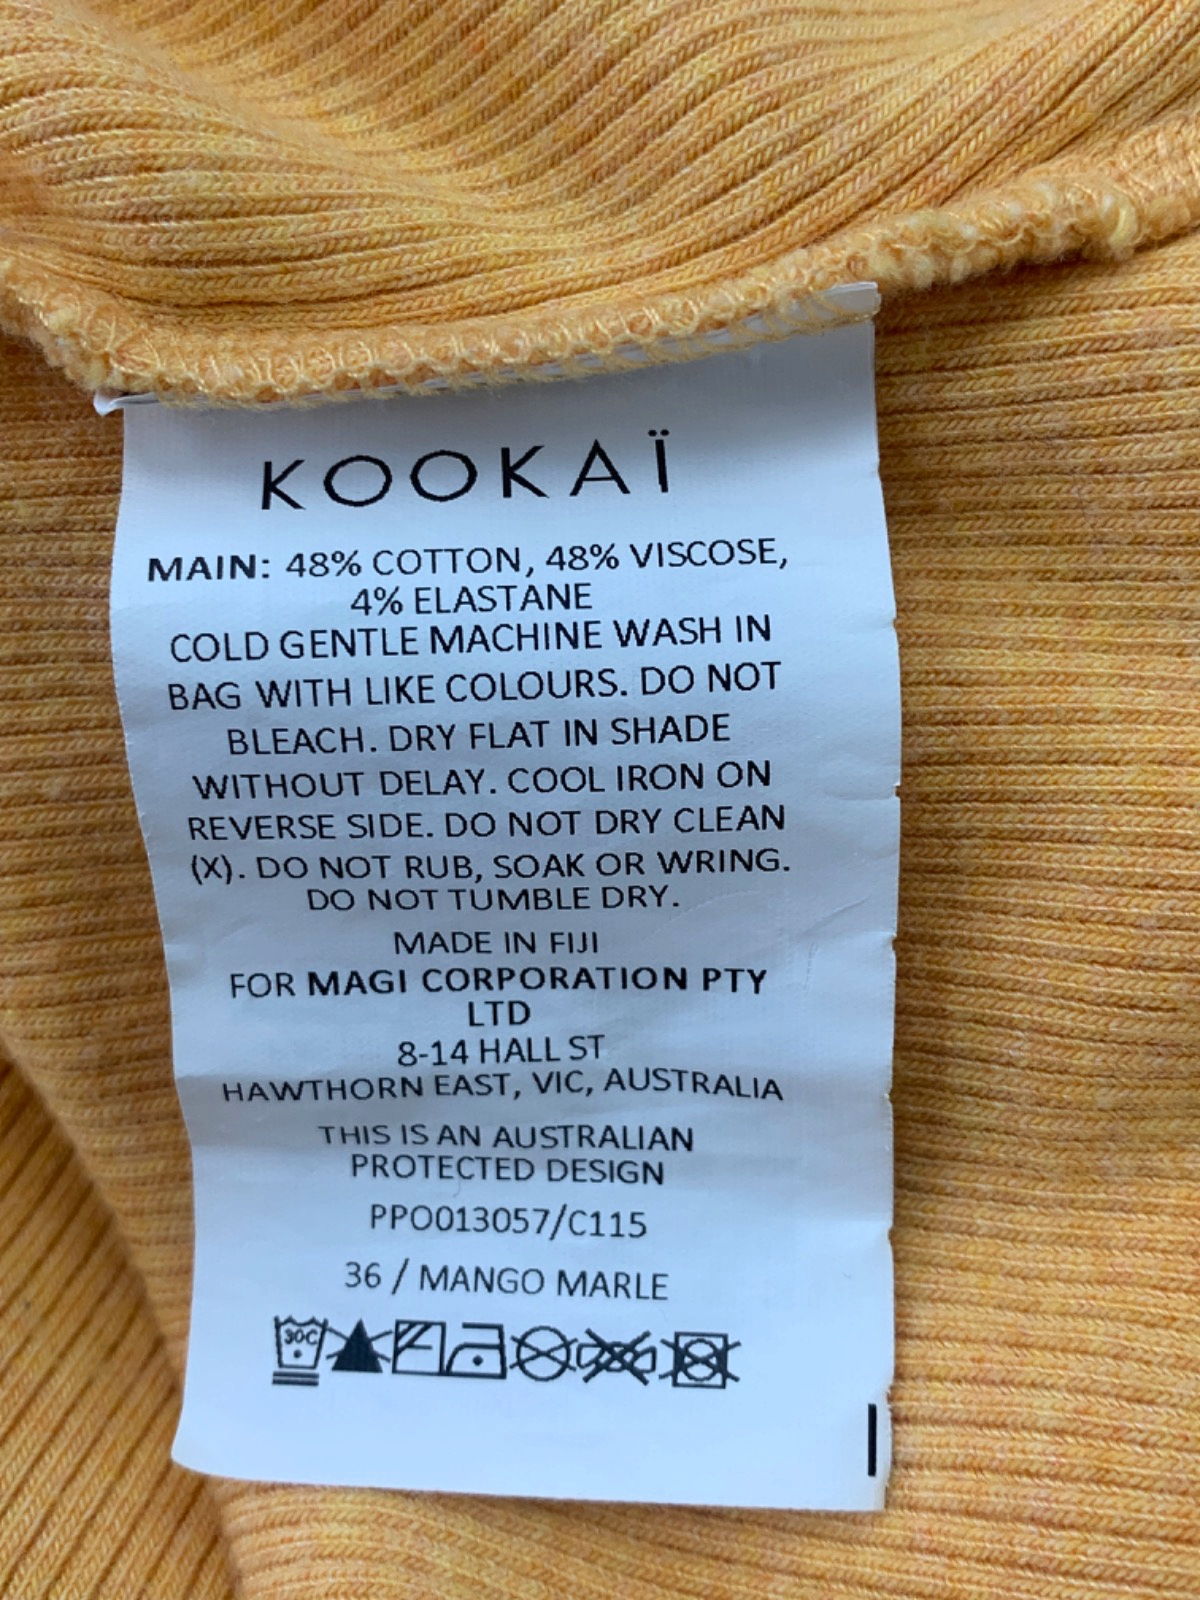 KOOKAÏ
MAIN: 48% COTTON, 48% VISCOSE,
4% ELASTANE
COLD GENTLE MACHINE WASH IN
BAG WITH LIKE COLOURS. DO NOT
BLEACH. DRY FLAT IN SHADE
WITHOUT DELAY. COOL IRON ON
REVERSE SIDE. DO NOT DRY CLEAN
(X). DO NOT RUB, SOAK OR WRING.
DO NOT TUMBLE DRY.
MADE IN FIJI
FOR MAGI CORPORATION PTY
LTD
8-14 HALL ST
HAWTHORN EAST, VIC, AUSTRALIA
THIS IS AN AUSTRALIAN
PROTECTED DESIGN
PPO013057/C115
36 / MANGO MARLE
30C